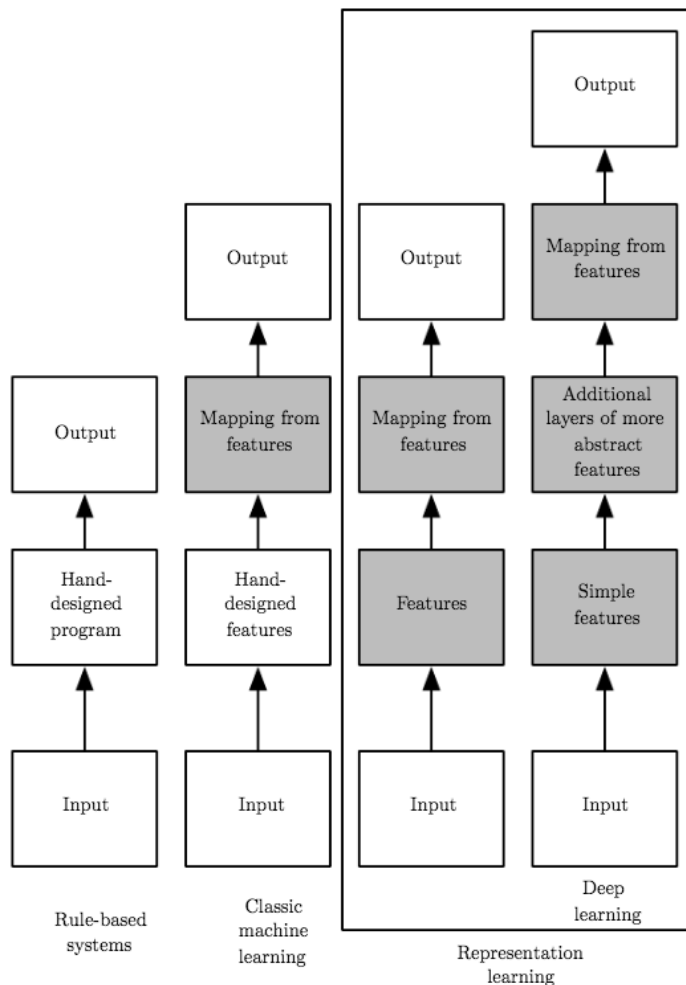 Output
Hand-
designed
program
Input
Rule-based
systems
Output
Mapping from
features
Hand-
designed
features
Input
Classic
machine
learning
Output
Mapping from
features
Features
Input
Output
Mapping from
features
Additional
layers of more
abstract
features
Simple
features
Input
Deep
learning
Representation
learning